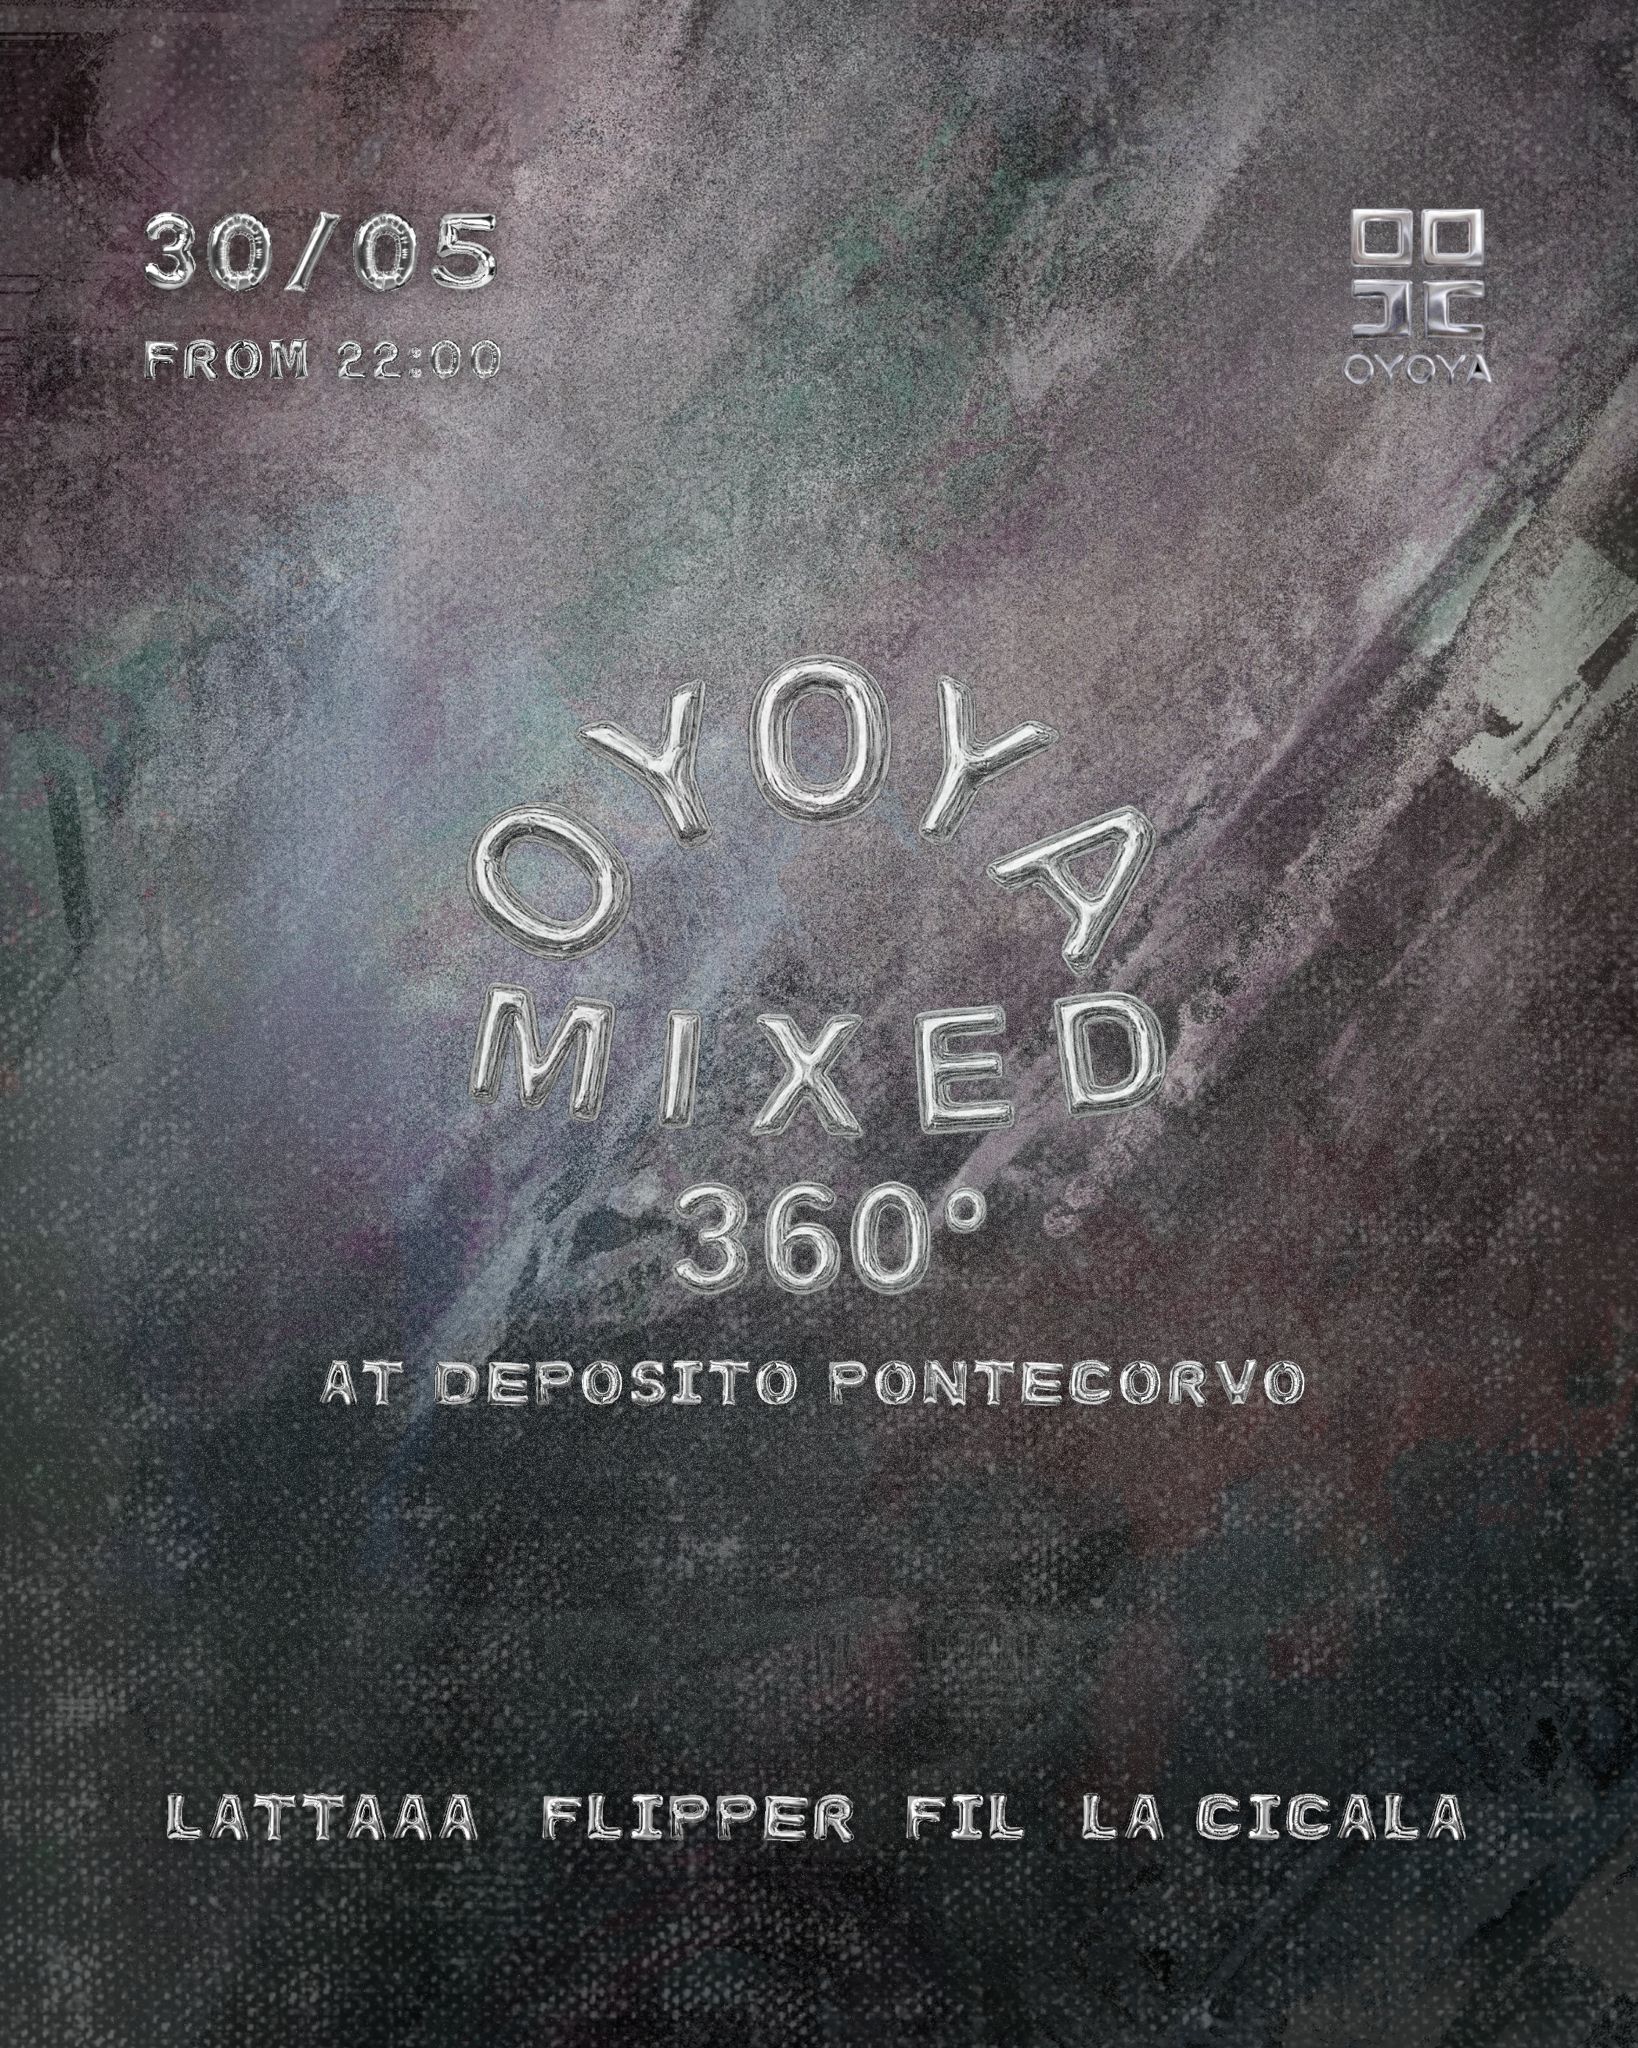 30/05
FROM 22:00
OYOYA
OYOYA
MIXED
360°
AT DEPOSITO PONTECORVO
LATTAAA FLIPPER FIL LA CICALA